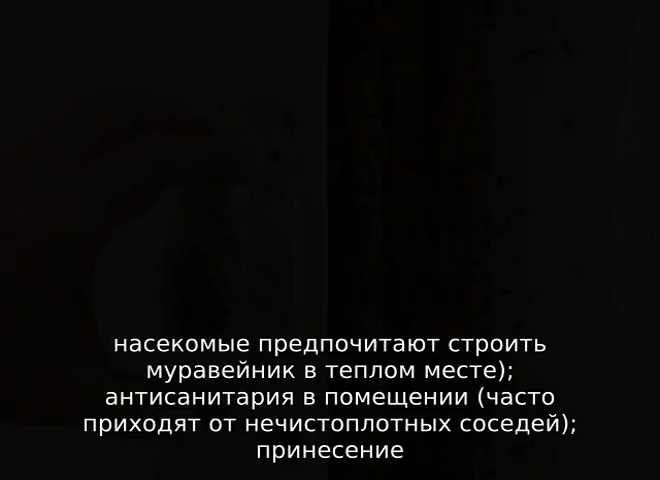 насекомые предпочитают строить
муравейник в теплом месте);
антисанитария в помещении (часто
приходят от нечистоплотных соседей);
принесение